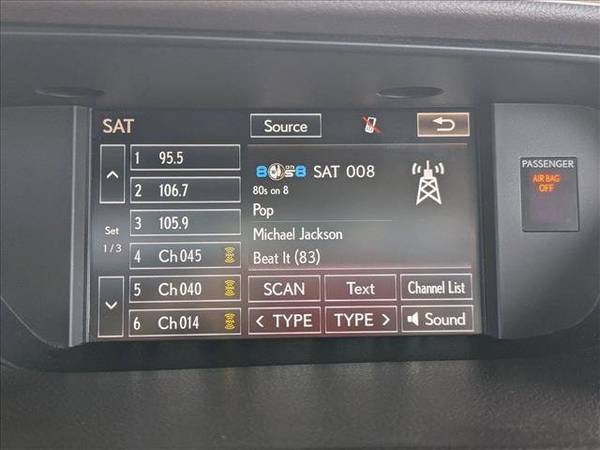 SAT
Source
1 95.5
2 106.7
3 105.9
4 Ch045
5 Ch040
6 Ch014
Set
1/3
SAT 008
80s on 8
Pop
Michael Jackson
Beat It (83)
SCAN
Text
Channel List
< TYPE
TYPE >
Sound
PASSENGER
AIR BAG
OFF